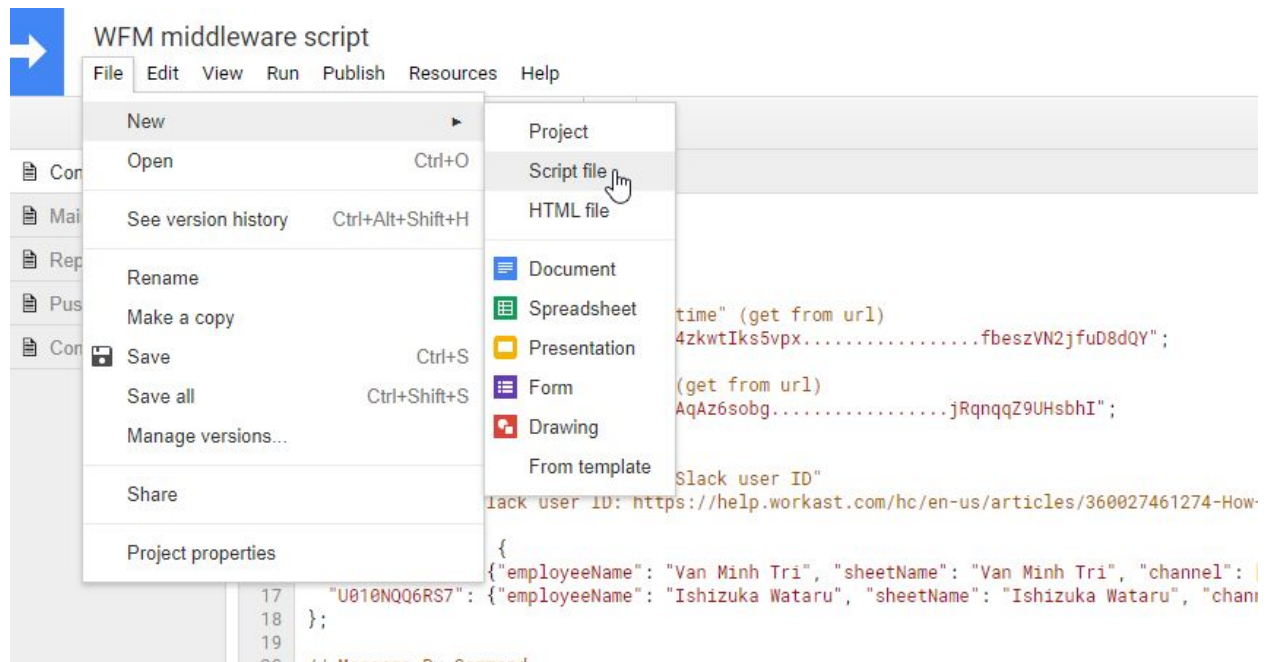 WFM middleware script
File Edit View Run Publish Resources Help
New
Open Ctrl+O
See version history Ctrl+Alt+Shift+H
Rename
Make a copy
Save Ctrl+S
Save all Ctrl+Shift+S
Manage versions...
Share
Project properties
Project
Script file
HTML file
Document
Spreadsheet
Presentation
Form
Drawing
From template
Con
Mai
Rep
Pus
Con
time" (get from url)
4zkwtIks5vpx.................fbeszVN2jfuD8dQY";
(get from url)
AqAz6sobg.................jRqnqqZ9UHsbhI";
Slack user ID"
lack user ID: https://help.workast.com/hc/en-us/articles/360027461274-How-
{
{"employeeName": "Van Minh Tri", "sheetName": "Van Minh Tri", "channel":
17 "U010NQQ6RS7": {"employeeName": "Ishizuka Wataru", "sheetName": "Ishizuka Wataru", "chann
18 };
19